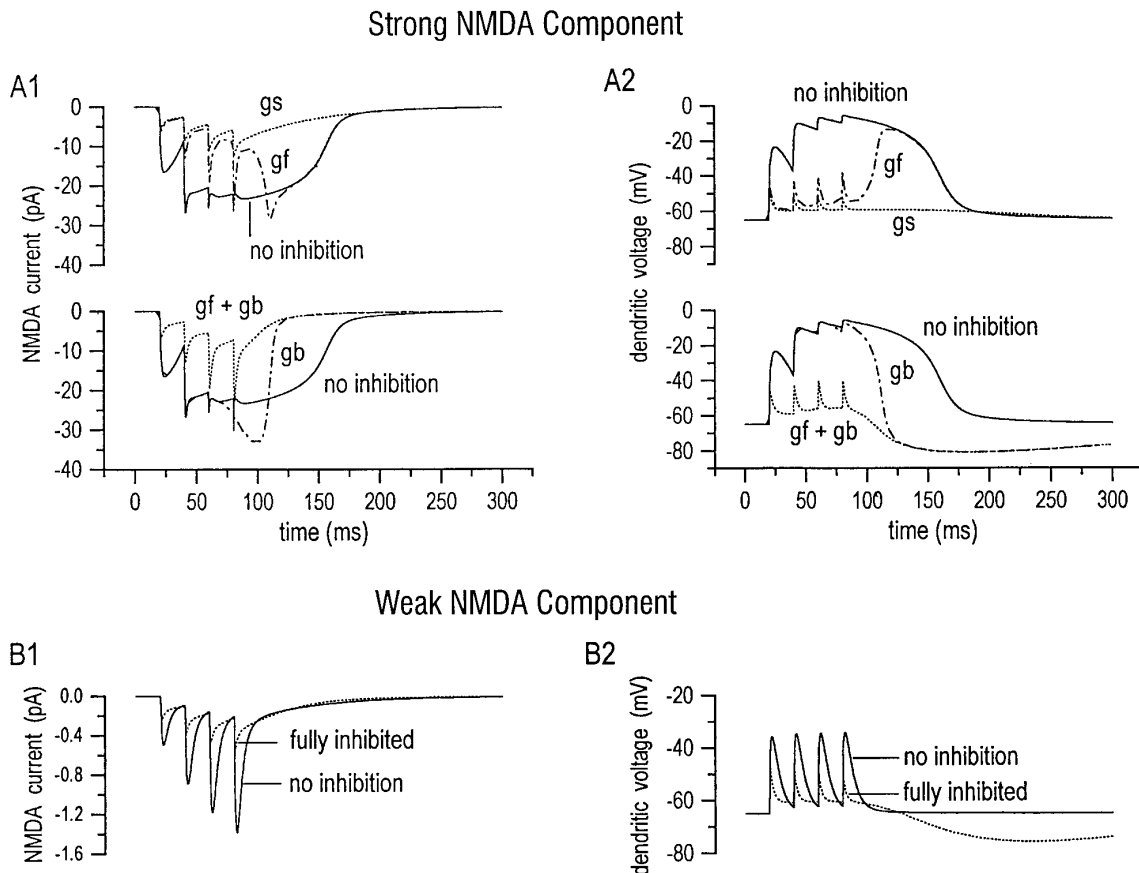 Strong NMDA Component
A1
NMDA current (pA)
0
-10
-20
-30
-40
gs
gf
no inhibition
0
-10
-20
-30
-40
gf + gb
gb
no inhibition
0 50 100 150 200 250 300
time (ms)
A2
dendritic voltage (mV)
0
-20
-40
-60
-80
no inhibition
gf
gs
0
-20
-40
-60
-80
no inhibition
gb
gf + gb
0 50 100 150 200 250 300
time (ms)
Weak NMDA Component
B1
NMDA current (pA)
0.0
-0.4
-0.8
-1.2
-1.6
fully inhibited
no inhibition
B2
dendritic voltage (mV)
-20
-40
-60
-80
no inhibition
fully inhibited